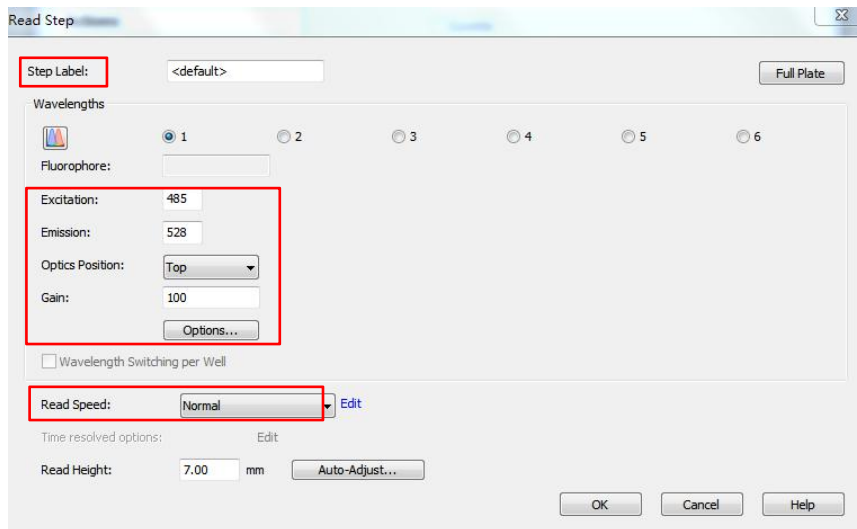 Read Step
Step Label: <default> Full Plate
Wavelengths
1 2 3 4 5 6
Fluorophore:
Excitation: 485
Emission: 528
Optics Position: Top
Gain: 100
Options...
Wavelength Switching per Well
Read Speed: Normal Edit
Time resolved options: Edit
Read Height: 7.00 mm Auto-Adjust...
OK Cancel Help